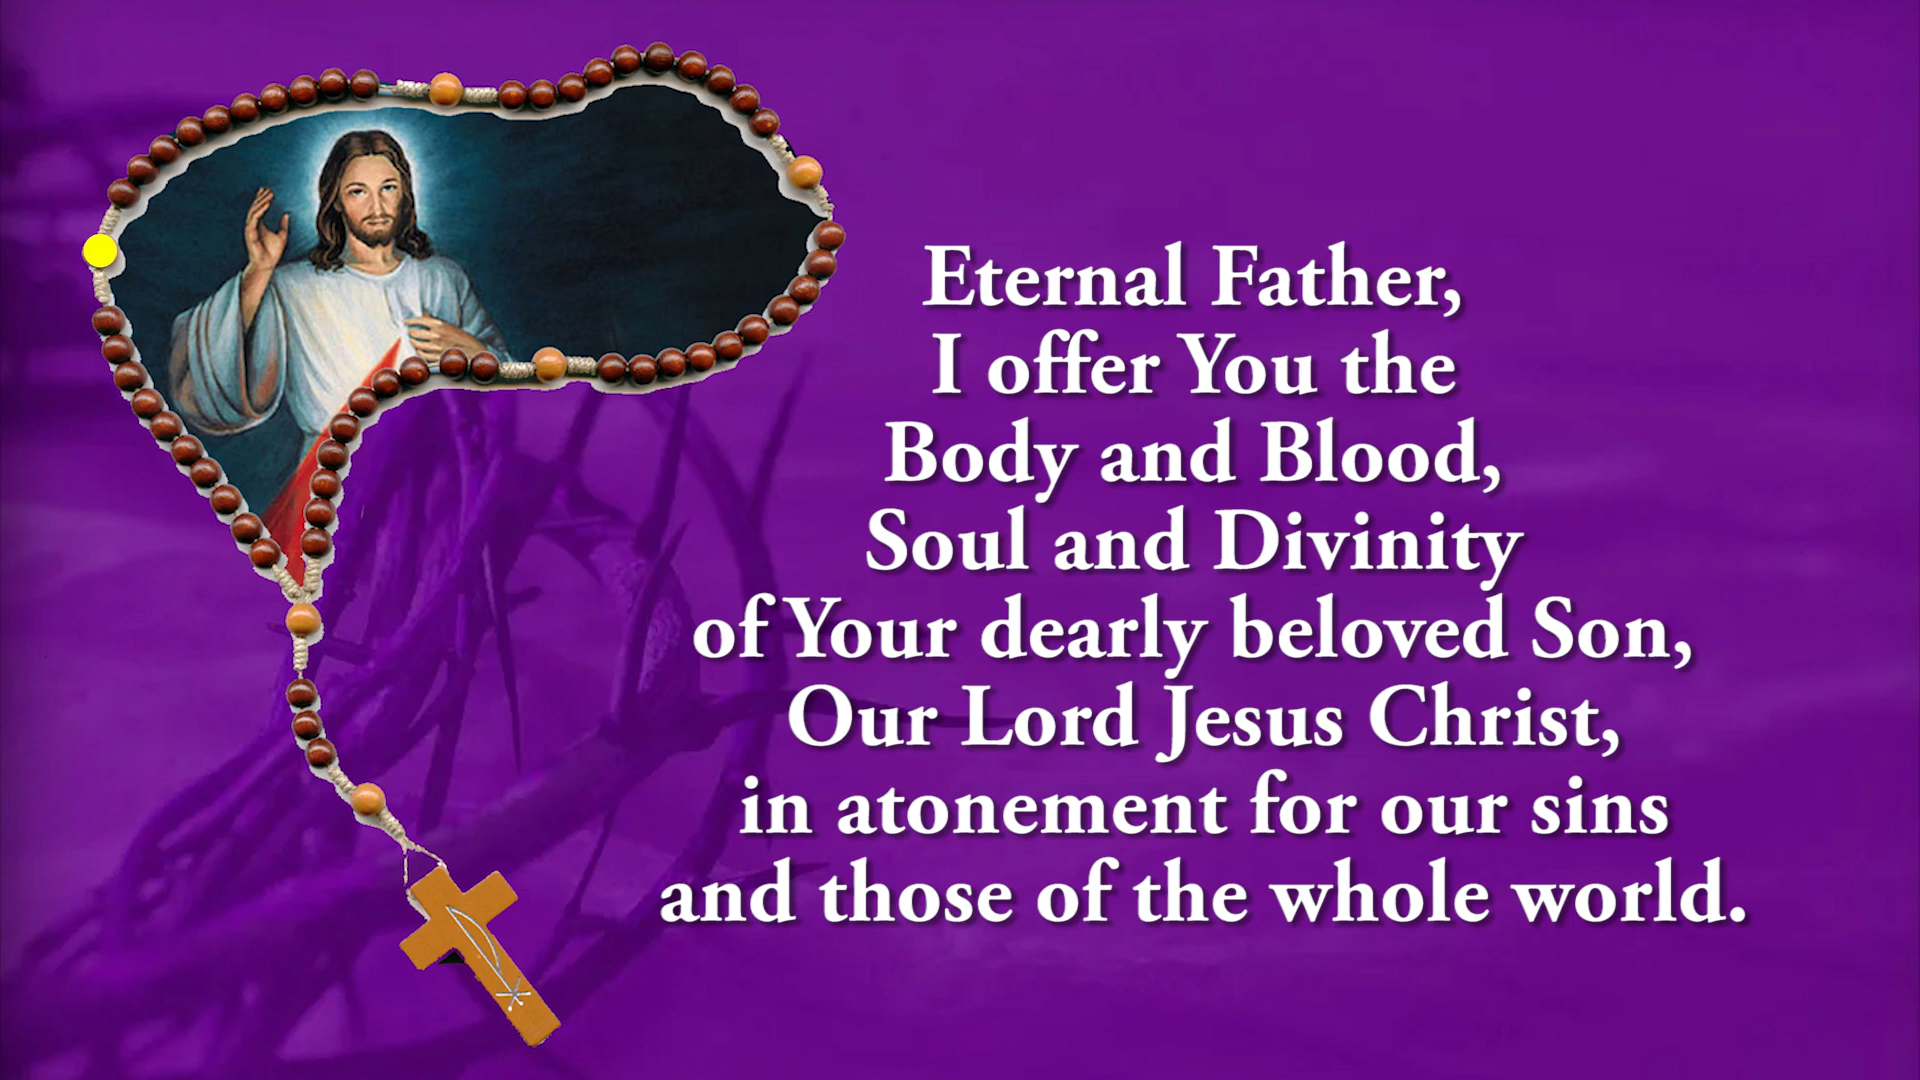 Eternal Father,
I offer You the
Body and Blood,
Soul and Divinity
of Your dearly beloved Son,
Our Lord Jesus Christ,
in atonement for our sins
and those of the whole world.